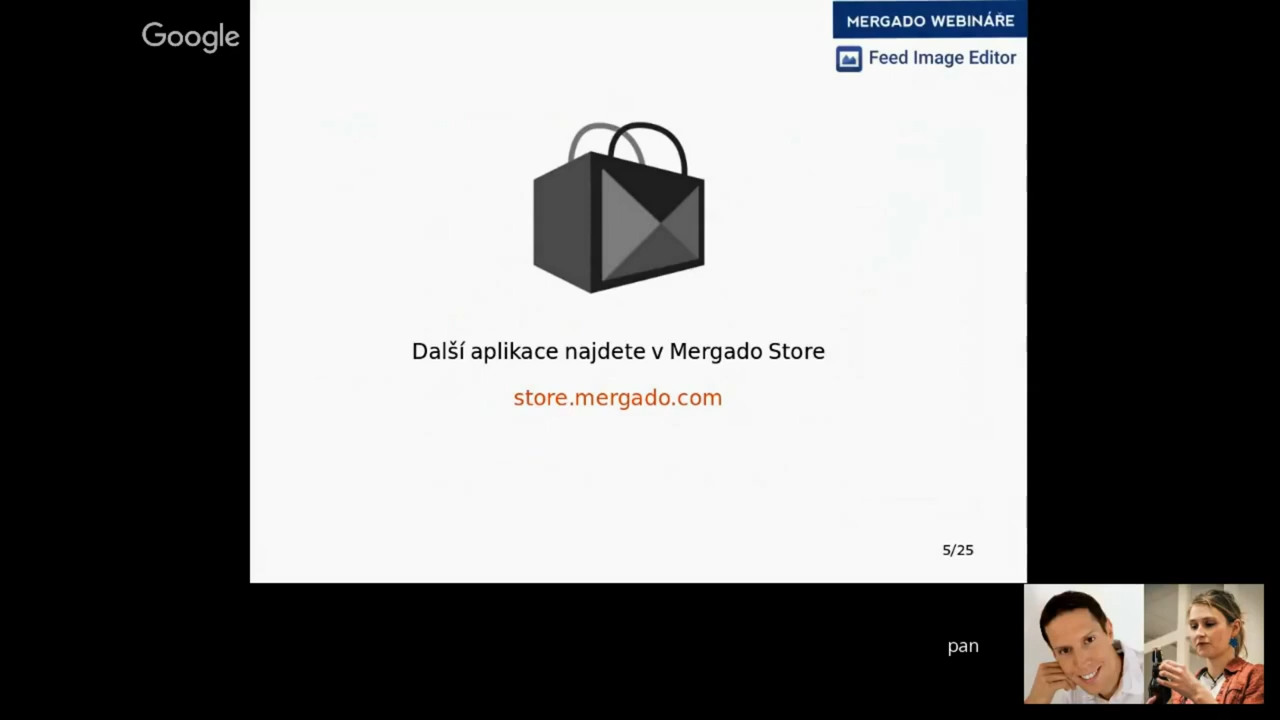 Google
MERGADO WEBINÁŘE
Feed Image Editor
Další aplikace najdete v Mergado Store
store.mergado.com
5/25
pan